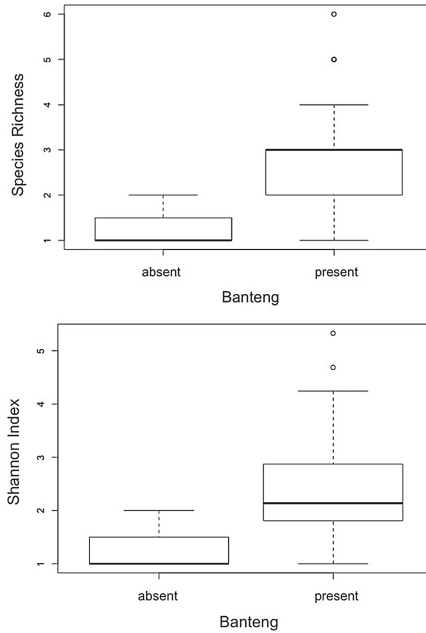 Species Richness
6
5
4
3
2
1
absent present
Banteng
Shannon Index
5
4
3
2
1
absent present
Banteng